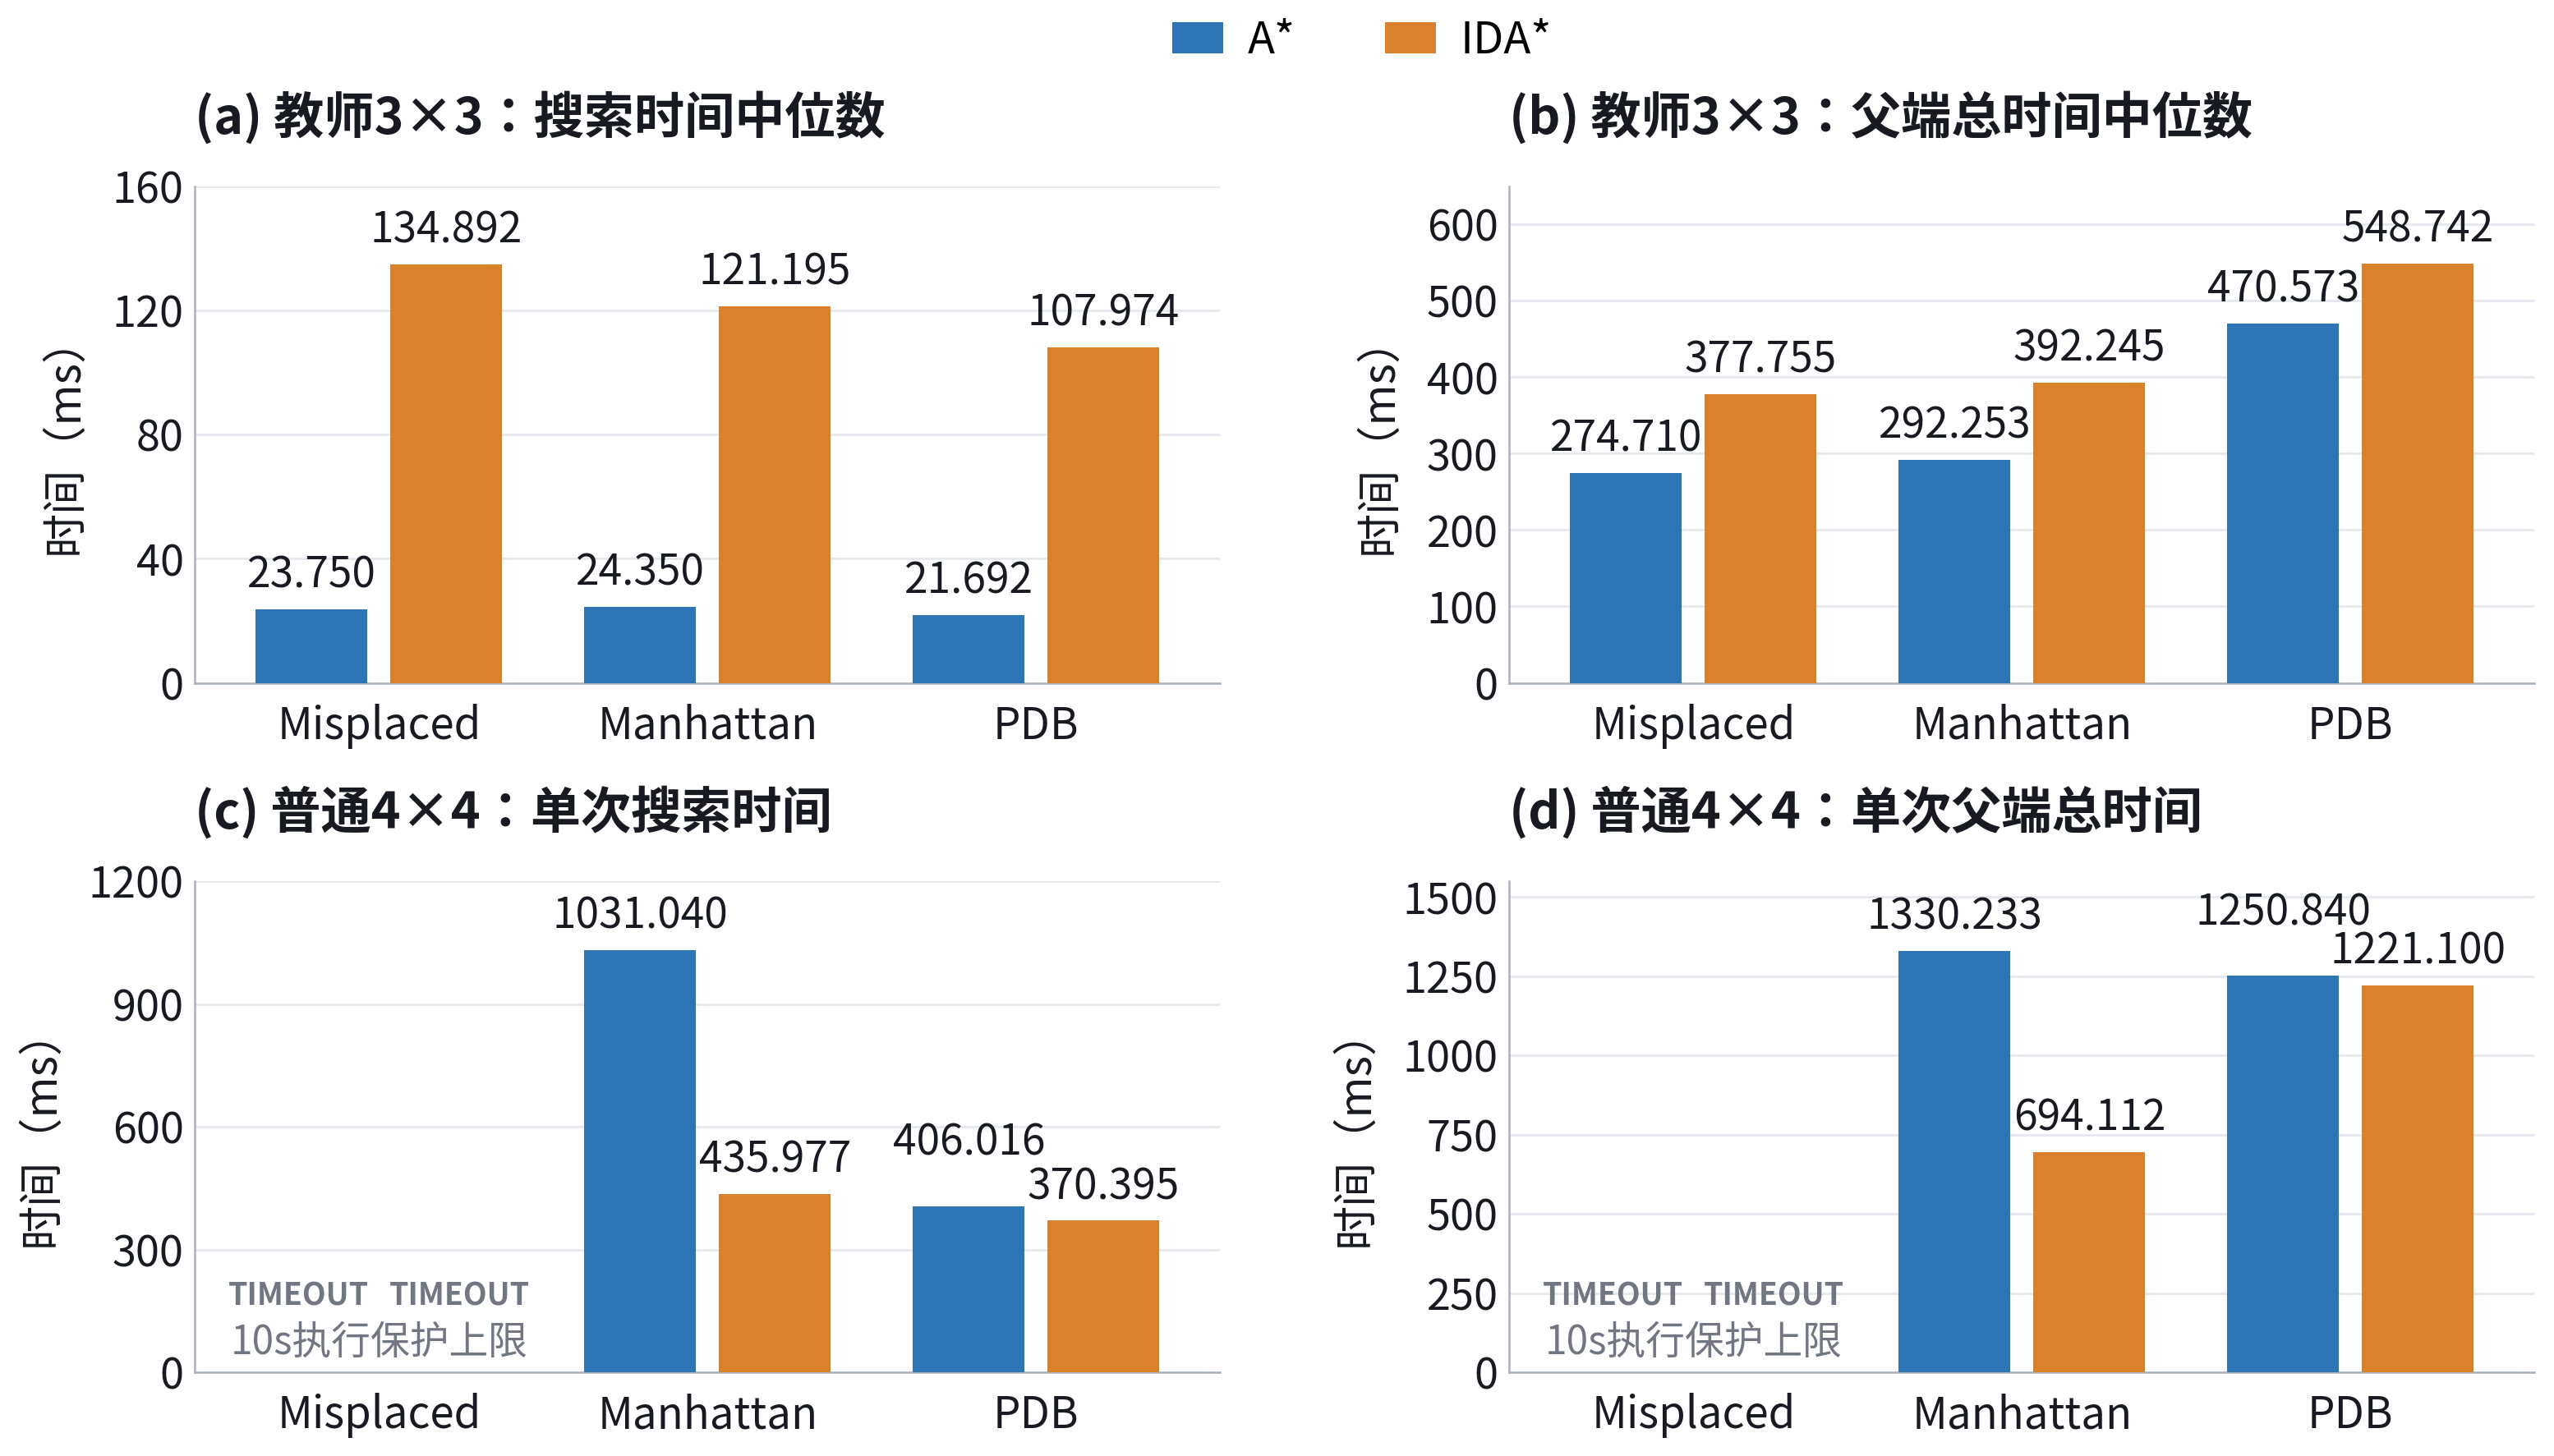 A* IDA*
(a) 教师3×3：搜索时间中位数
时间（ms）
160
120
80
40
0
23.750
134.892
24.350
121.195
21.692
107.974
Misplaced Manhattan PDB
(b) 教师3×3：父端总时间中位数
时间（ms）
600
500
400
300
200
100
0
274.710
377.755
292.253
392.245
470.573
548.742
Misplaced Manhattan PDB
(c) 普通4×4：单次搜索时间
时间（ms）
1200
900
600
300
0
TIMEOUT TIMEOUT
10s执行保护上限
1031.040
435.977
406.016
370.395
Misplaced Manhattan PDB
(d) 普通4×4：单次父端总时间
时间（ms）
1500
1250
1000
750
500
250
0
TIMEOUT TIMEOUT
10s执行保护上限
1330.233
694.112
1250.840
1221.100
Misplaced Manhattan PDB